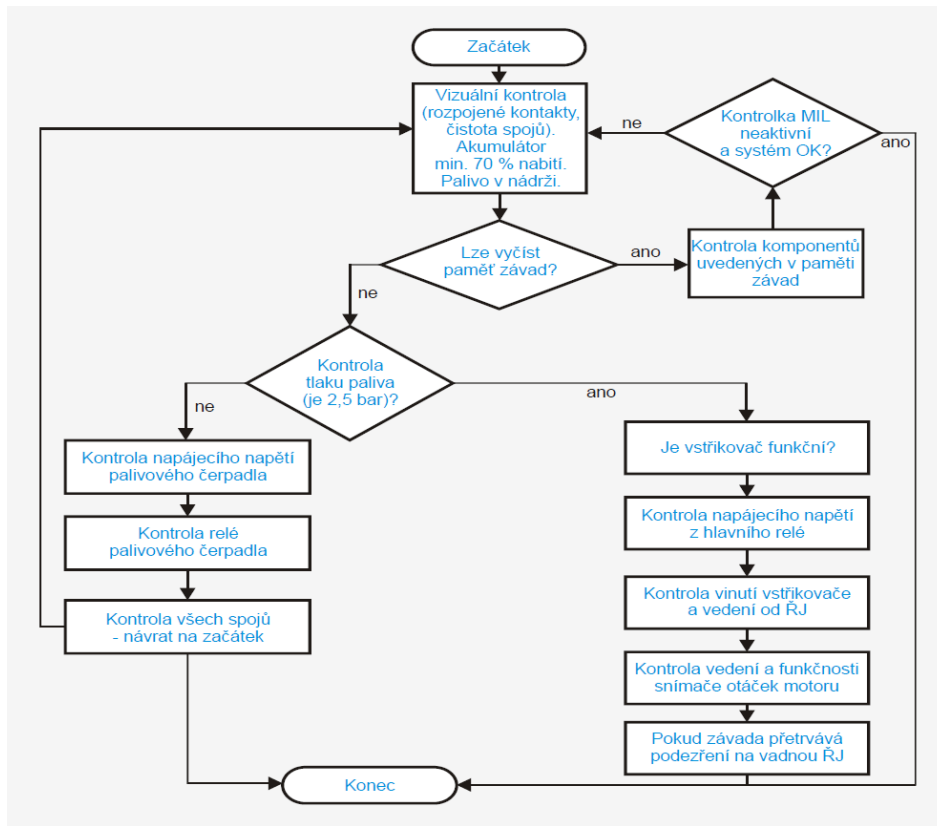 Začátek
Vizuální kontrola
(rozpojené kontakty,
čistota spojů).
Akumulátor
min. 70 % nabití.
Palivo v nádrži.
ne
Kontrolka MIL
neaktivní
a systém OK?
ano
Lze vyčíst
paměť závad?
ano
Kontrola komponentů
uvedených v paměti
závad
ne
Kontrola
tlaku paliva
(je 2,5 bar)?
ne
ano
Kontrola napájecího napětí
palivového čerpadla
Kontrola relé
palivového čerpadla
Kontrola všech spojů
- návrat na začátek
Je vstřikovač funkční?
Kontrola napájecího napětí
z hlavního relé
Kontrola vinutí vstřikovače
a vedení od ŘJ
Kontrola vedení a funkčnosti
snímače otáček motoru
Pokud závada přetrvává
podezření na vadnou ŘJ
Konec